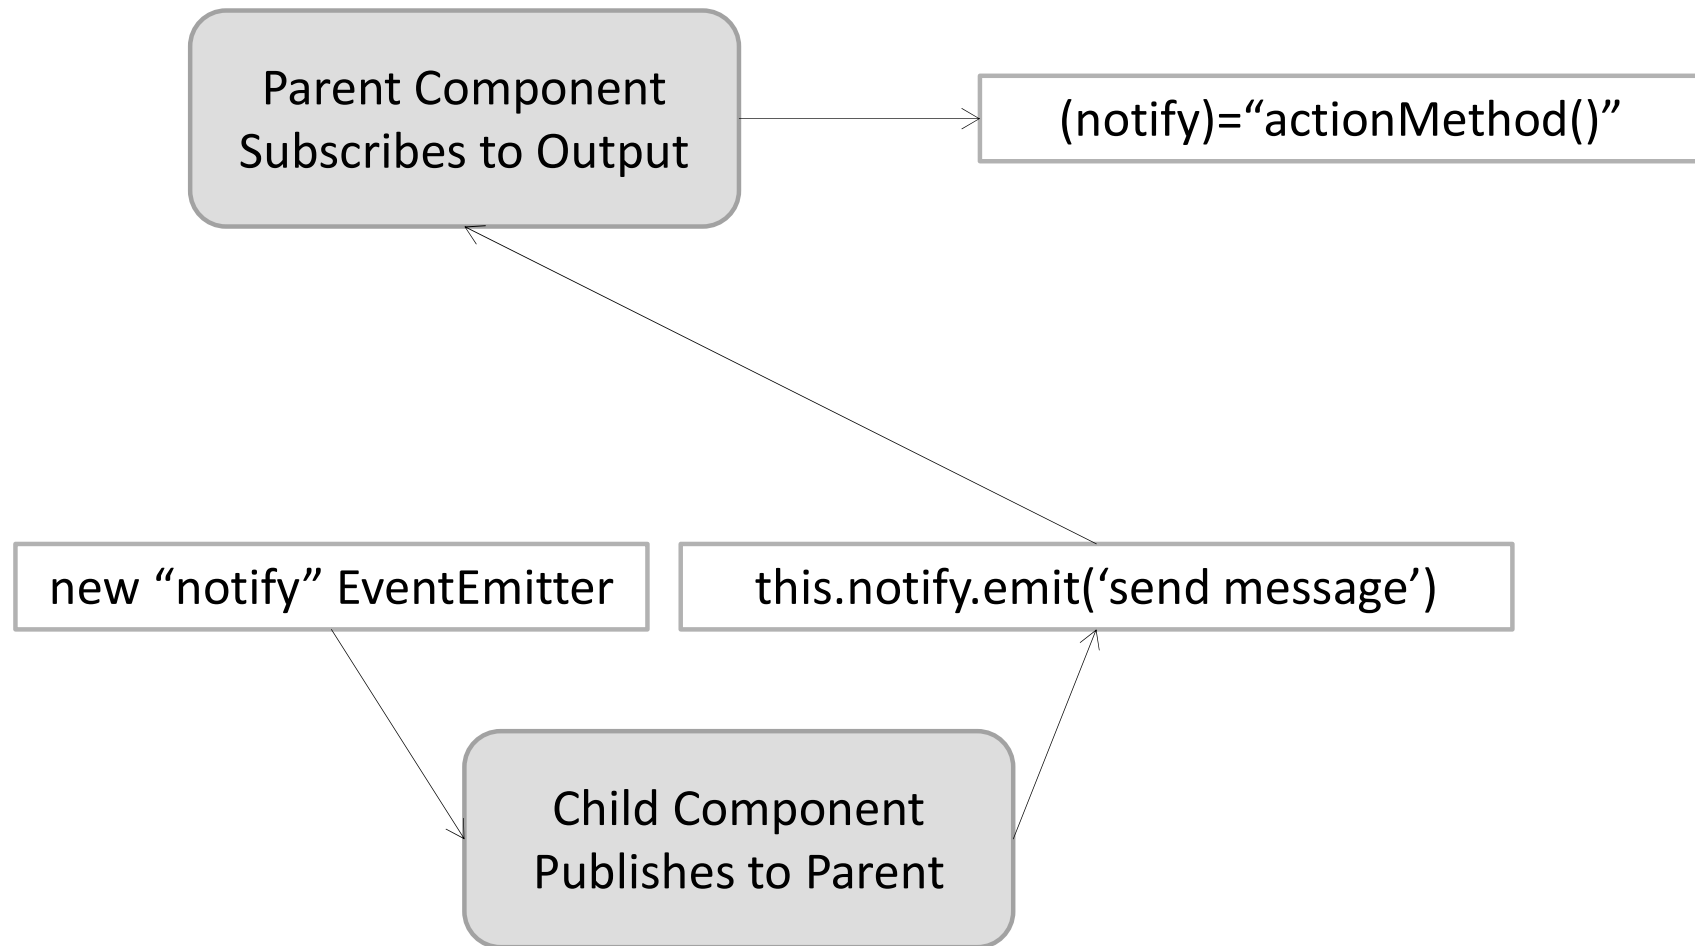 Parent Component
Subscribes to Output
(notify)=“actionMethod()”
new “notify” EventEmitter
this.notify.emit(‘send message’)
Child Component
Publishes to Parent